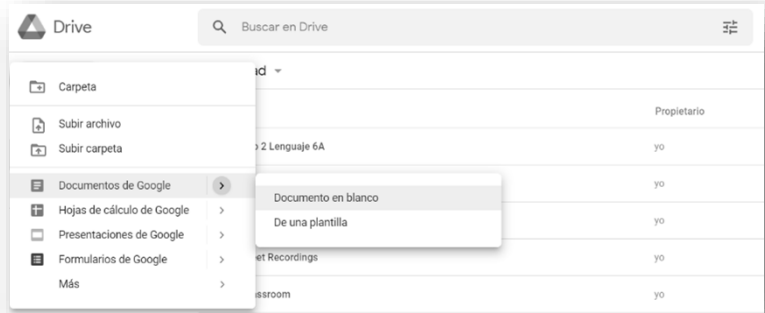 Drive
Buscar en Drive
Carpeta
Propietario
Subir archivo
Subir carpeta
2 Lenguaje 6A
yo
Documentos de Google
yo
Documento en blanco
Hojas de cálculo de Google
De una plantilla
yo
Presentaciones de Google
Formularios de Google
Recordings
yo
Más
yo